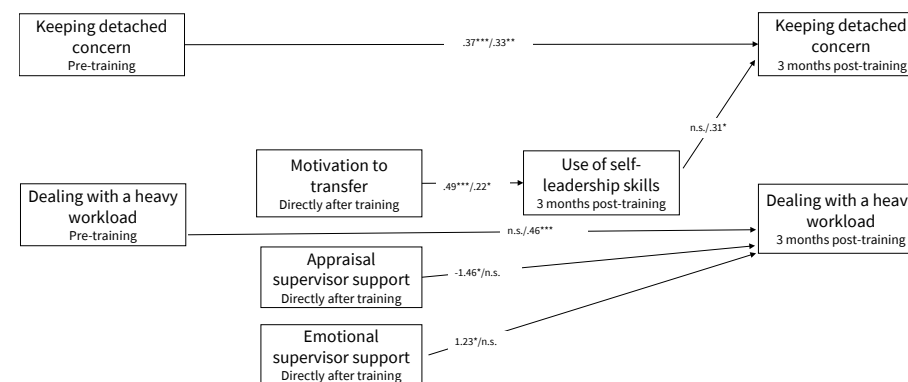 Keeping detached
concern
Pre-training
.37***/.33**
Keeping detached
concern
3 months post-training
n.s./.31*
Motivation to
transfer
Directly after training
.49***/.22*
Use of self-
leadership skills
3 months post-training
Dealing with a heavy
workload
Pre-training
n.s./.46***
Dealing with a heav
workload
3 months post-training
Appraisal
supervisor support
Directly after training
-1.46*/n.s.
Emotional
supervisor support
Directly after training
1.23*/n.s.